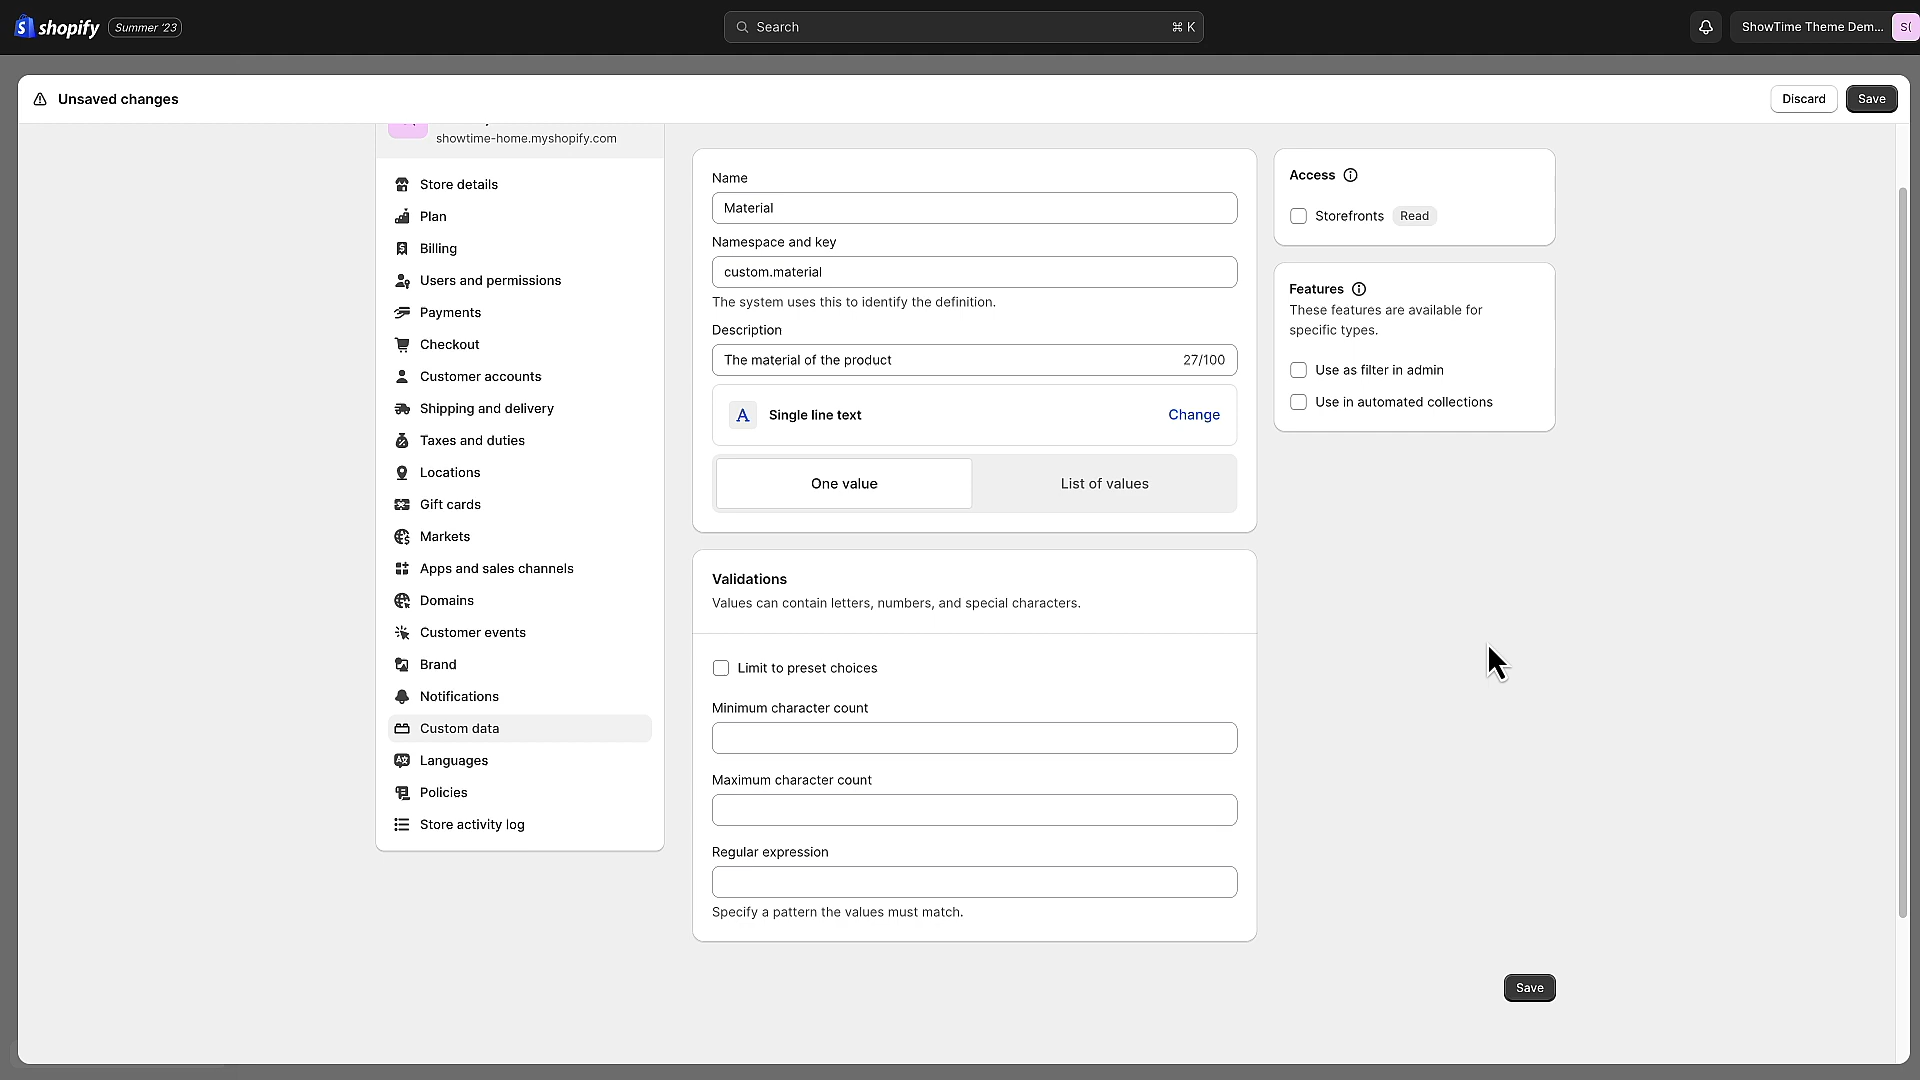 shopify Summer '23
Search ⌘ K
ShowTime Theme Dem... S(
Unsaved changes
Discard Save
showtime-home.myshopify.com
Store details
Plan
Billing
Users and permissions
Payments
Checkout
Customer accounts
Shipping and delivery
Taxes and duties
Locations
Gift cards
Markets
Apps and sales channels
Domains
Customer events
Brand
Notifications
Custom data
Languages
Policies
Store activity log
Name
Material
Namespace and key
custom.material
The system uses this to identify the definition.
Description
The material of the product 27/100
A Single line text Change
One value List of values
Validations
Values can contain letters, numbers, and special characters.
Limit to preset choices
Minimum character count
Maximum character count
Regular expression
Specify a pattern the values must match.
Access
Storefronts Read
Features
These features are available for
specific types.
Use as filter in admin
Use in automated collections
Save